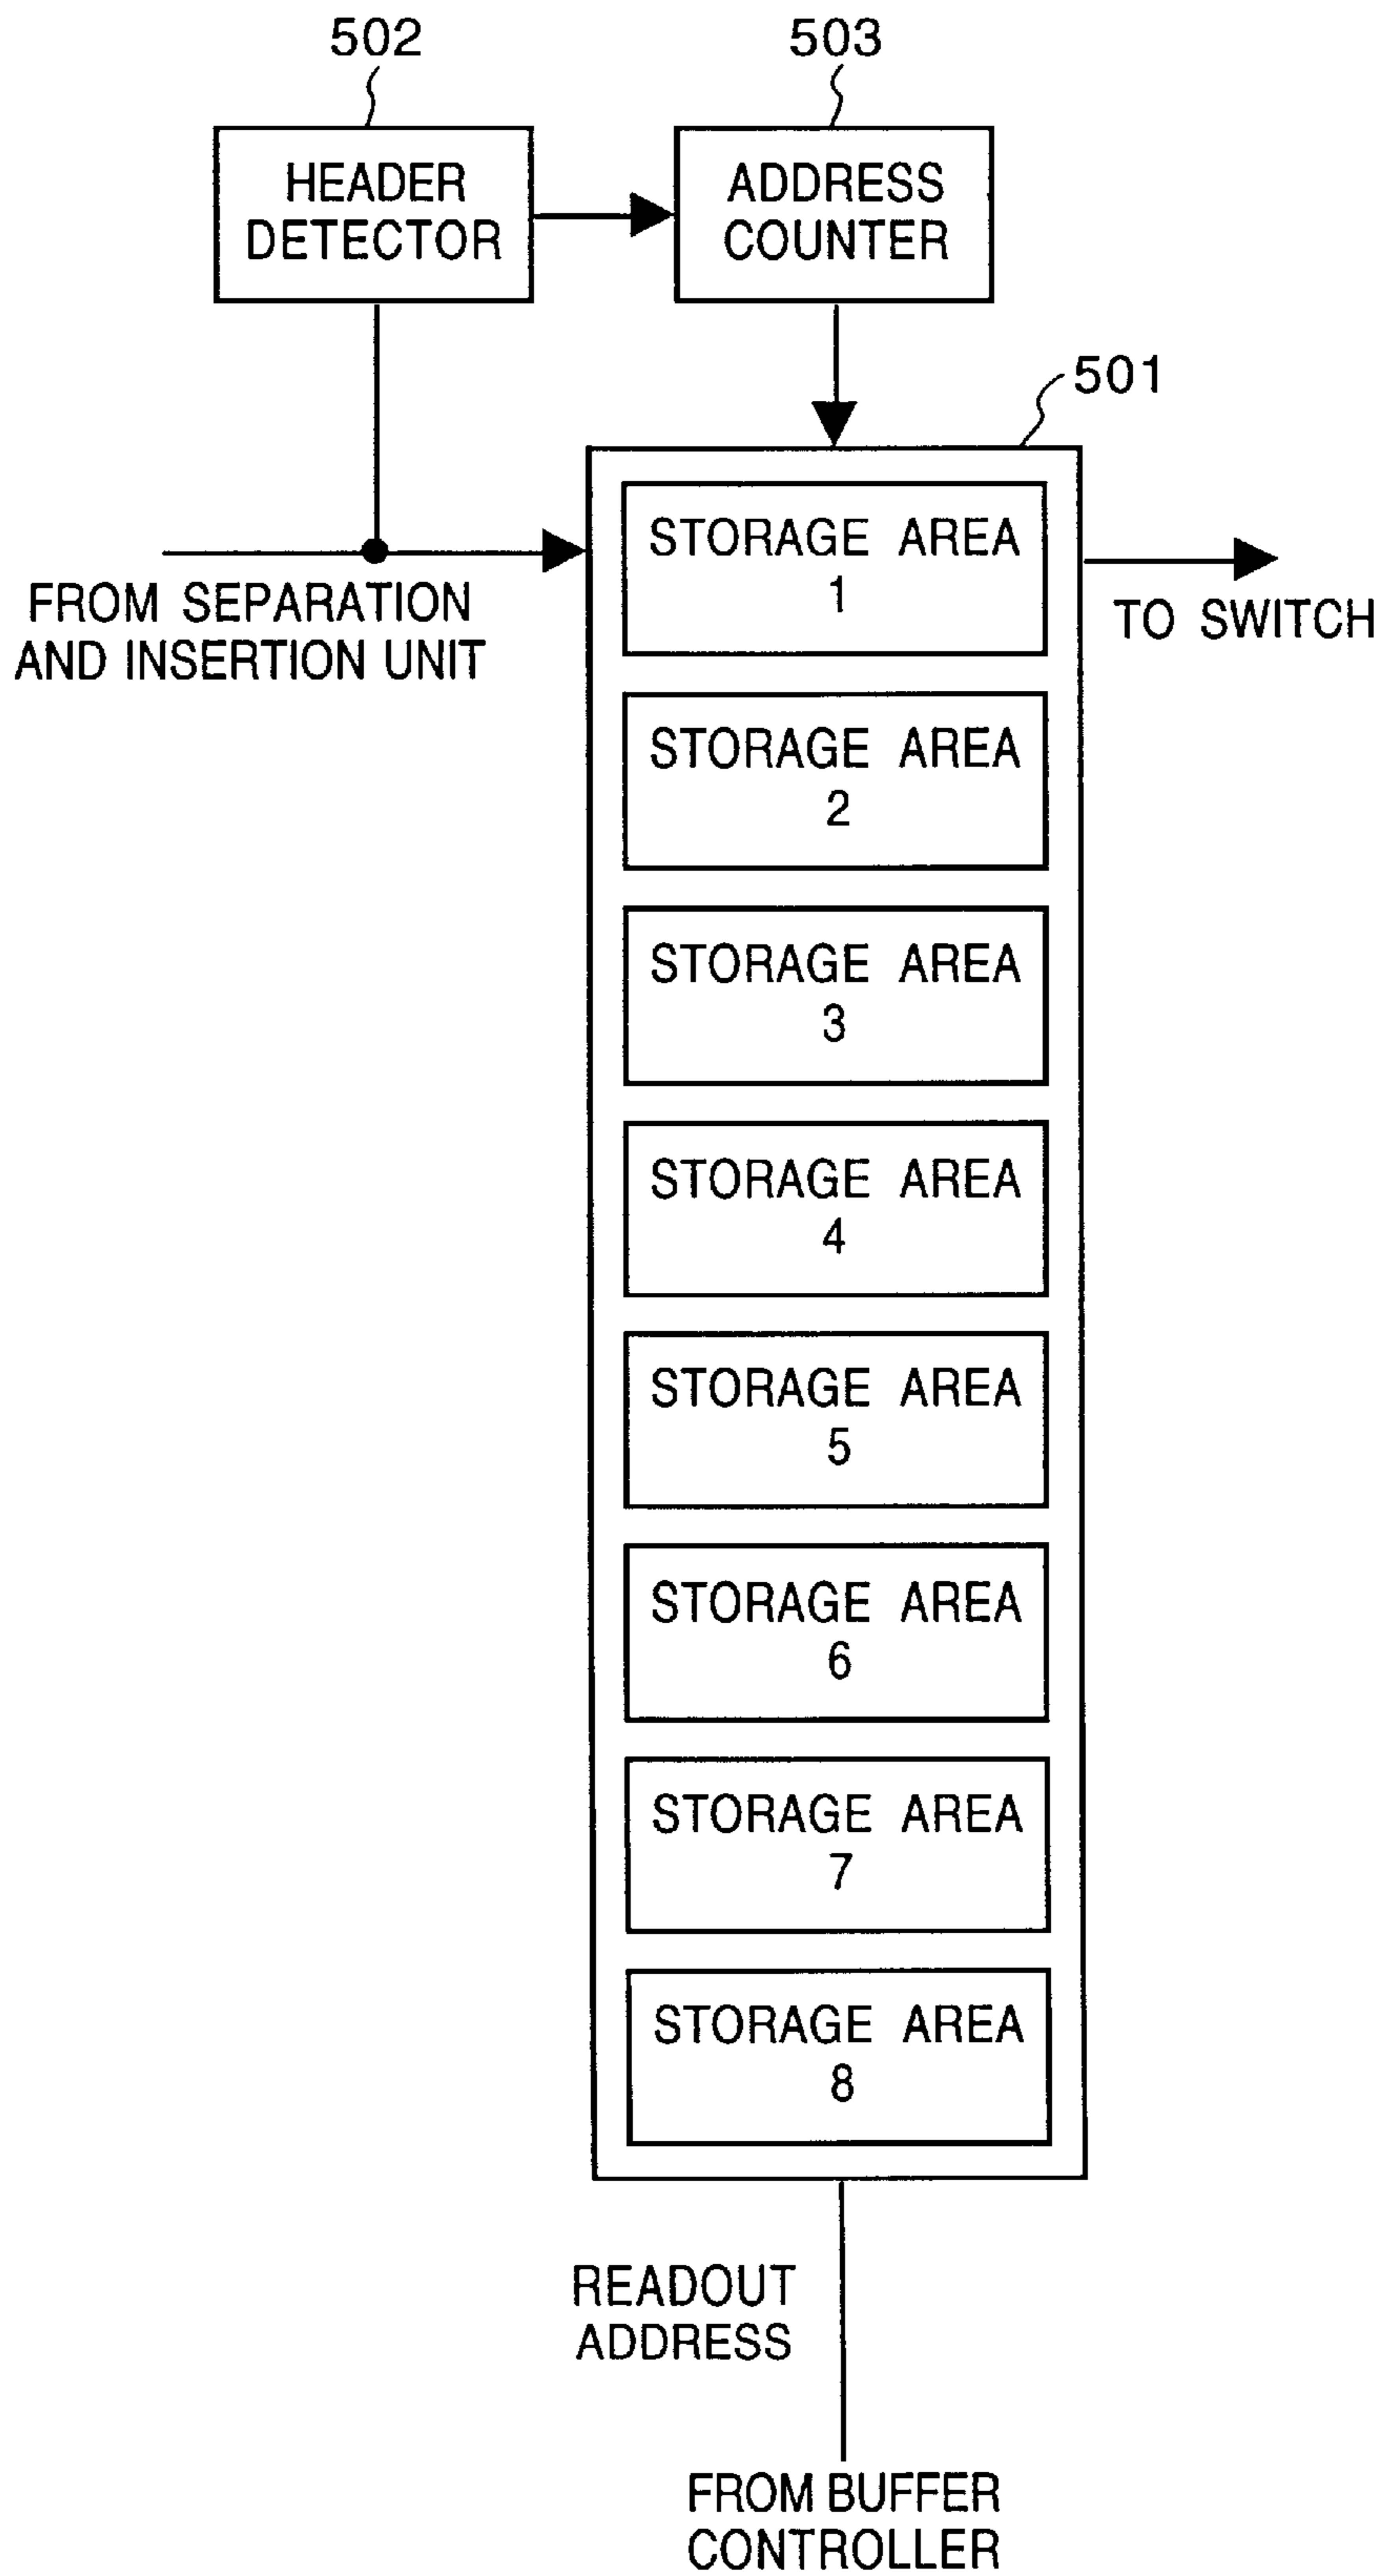 502
503
HEADER
DETECTOR
ADDRESS
COUNTER
501
FROM SEPARATION
AND INSERTION UNIT
STORAGE AREA
1
TO SWITCH
STORAGE AREA
2
STORAGE AREA
3
STORAGE AREA
4
STORAGE AREA
5
STORAGE AREA
6
STORAGE AREA
7
STORAGE AREA
8
READOUT
ADDRESS
FROM BUFFER
CONTROLLER